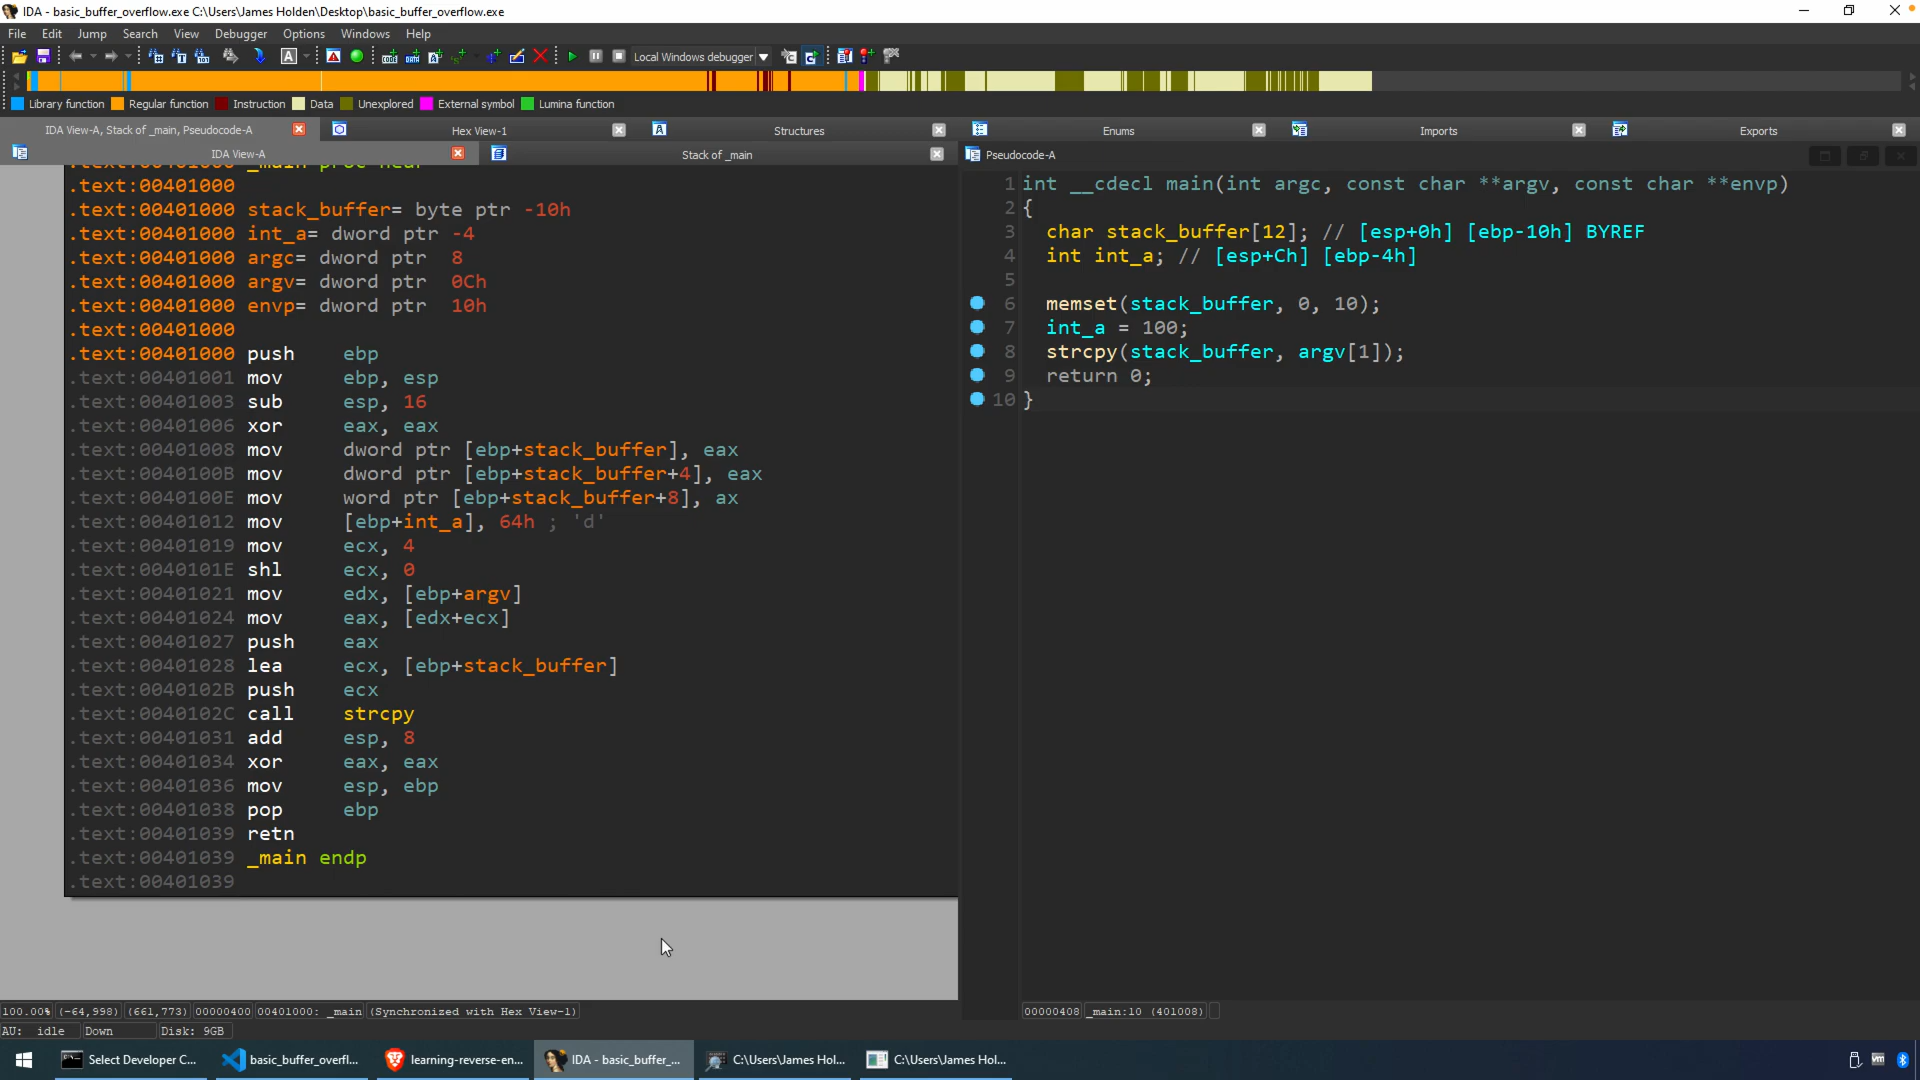 IDA - basic_buffer_overflow.exe C:\Users\James Holden\Desktop\basic_buffer_overflow.exe
File Edit Jump Search View Debugger Options Windows Help
Local Windows debugger
Library function Regular function Instruction Data Unexplored External symbol Lumina function
IDA View-A, Stack of _main, Pseudocode-A Hex View-1 Structures Enums Imports Exports
IDA View-A Stack of _main Pseudocode-A
.text:00401000 _main proc near
.text:00401000
.text:00401000 stack_buffer= byte ptr -10h
.text:00401000 int_a= dword ptr -4
.text:00401000 argc= dword ptr  8
.text:00401000 argv= dword ptr  0Ch
.text:00401000 envp= dword ptr  10h
.text:00401000
.text:00401000 push    ebp
.text:00401001 mov     ebp, esp
.text:00401003 sub     esp, 16
.text:00401006 xor     eax, eax
.text:00401008 mov     dword ptr [ebp+stack_buffer], eax
.text:0040100B mov     dword ptr [ebp+stack_buffer+4], eax
.text:0040100E mov     word ptr [ebp+stack_buffer+8], ax
.text:00401012 mov     [ebp+int_a], 64h ; 'd'
.text:00401019 mov     ecx, 4
.text:0040101E shl     ecx, 0
.text:00401021 mov     edx, [ebp+argv]
.text:00401024 mov     eax, [edx+ecx]
.text:00401027 push    eax
.text:00401028 lea     ecx, [ebp+stack_buffer]
.text:0040102B push    ecx
.text:0040102C call    strcpy
.text:00401031 add     esp, 8
.text:00401034 xor     eax, eax
.text:00401036 mov     esp, ebp
.text:00401038 pop     ebp
.text:00401039 retn
.text:00401039 _main endp
.text:00401039
1 int __cdecl main(int argc, const char **argv, const char **envp)
2 {
3   char stack_buffer[12]; // [esp+0h] [ebp-10h] BYREF
4   int int_a; // [esp+Ch] [ebp-4h]
5
6   memset(stack_buffer, 0, 10);
7   int_a = 100;
8   strcpy(stack_buffer, argv[1]);
9   return 0;
10 }
100.00% (-64,998) (661,773) 00000400 00401000: _main (Synchronized with Hex View-1)
00000408 _main:10 (401008)
AU: idle Down Disk: 9GB
Select Developer C... basic_buffer_overfl... learning-reverse-en... IDA - basic_buffer_... C:\Users\James Hol... C:\Users\James Hol...